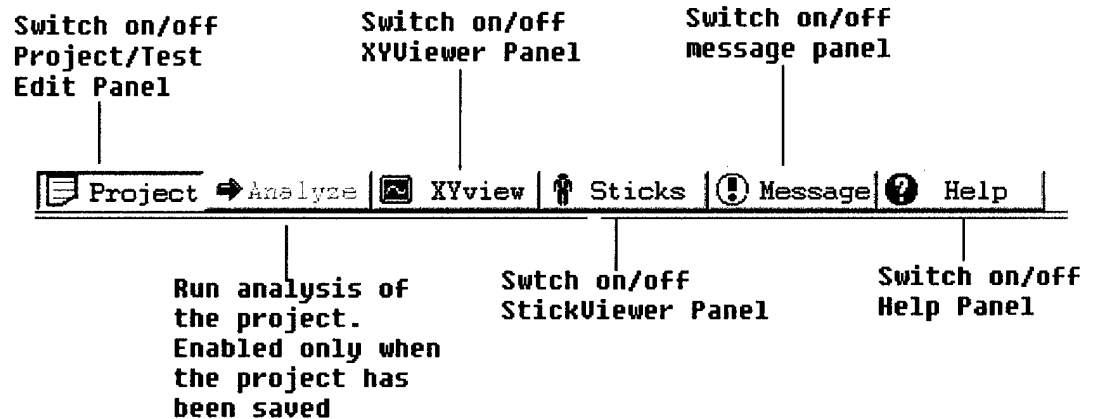 Switch on/off
Project/Test
Edit Panel
Switch on/off
XYViewer Panel
Switch on/off
message panel
Project Analyze XYview Sticks Message Help
Run analysis of
the project.
Enabled only when
the project has
been saved
Swtch on/off
StickViewer Panel
Switch on/off
Help Panel